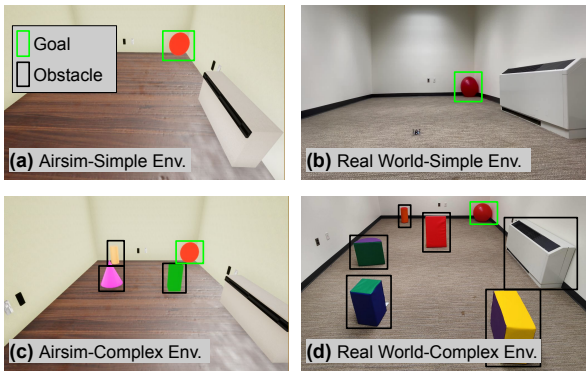 Goal
Obstacle
(a) Airsim-Simple Env.
(b) Real World-Simple Env.
(c) Airsim-Complex Env.
(d) Real World-Complex Env.